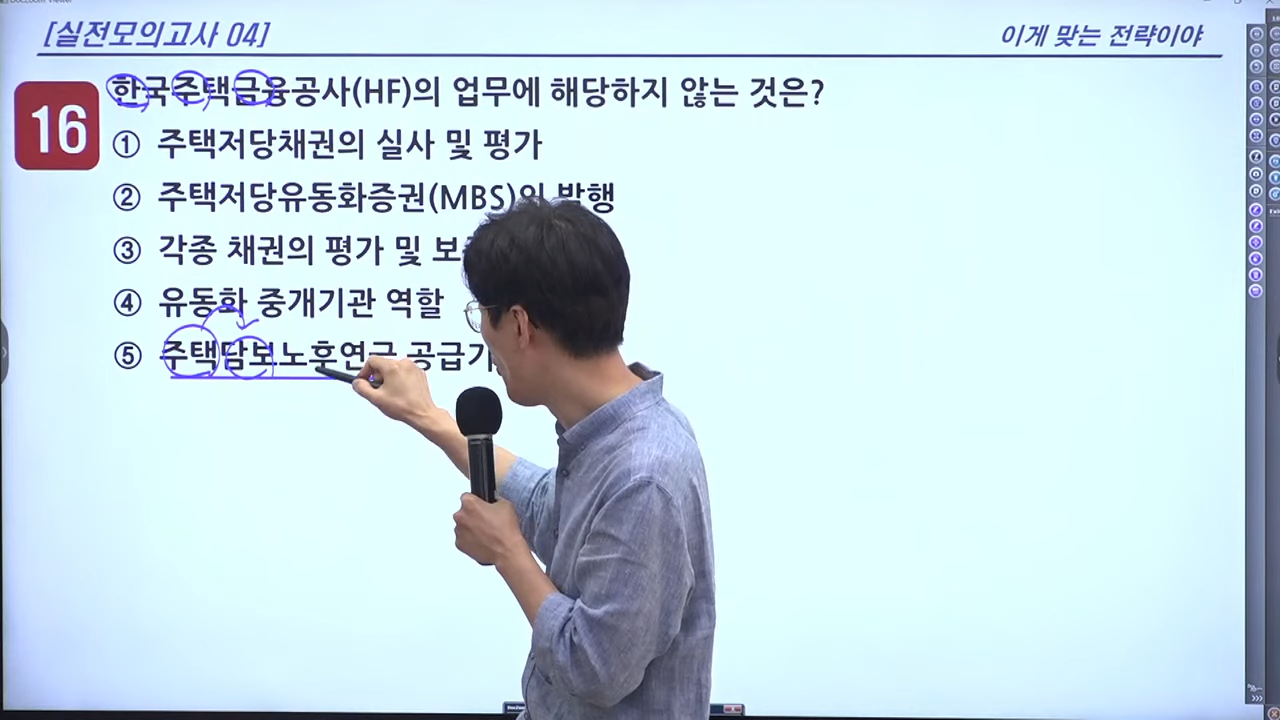 [실전모의고사 04]
이게 맞는 전략이야
16
한국주택금융공사(HF)의 업무에 해당하지 않는 것은?
① 주택저당채권의 실사 및 평가
② 주택저당유동화증권(MBS)의 발행
③ 각종 채권의 평가 및
④ 유동화 중개기관 역할
⑤ 주택담보노후연금